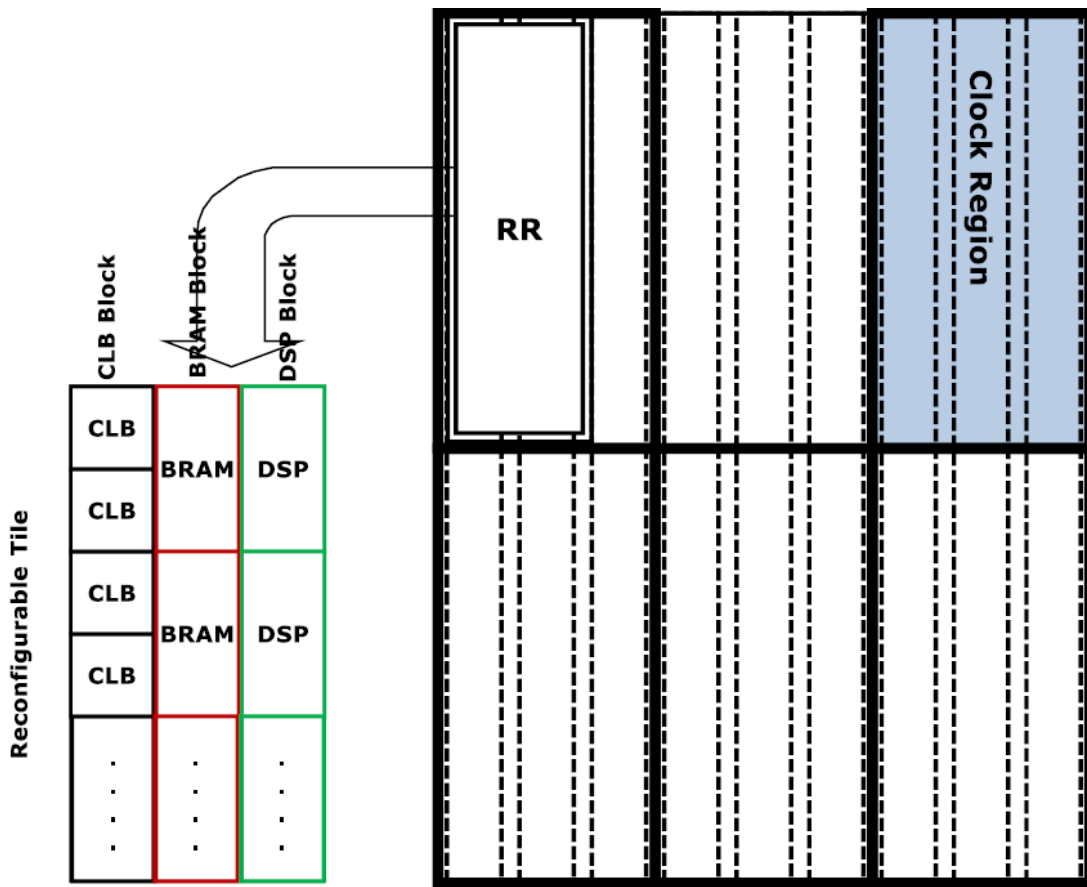 Reconfigurable Tile
CLB Block
BRAM Block
DSP Block
CLB
CLB
CLB
CLB
BRAM
BRAM
DSP
DSP
RR
Clock Region